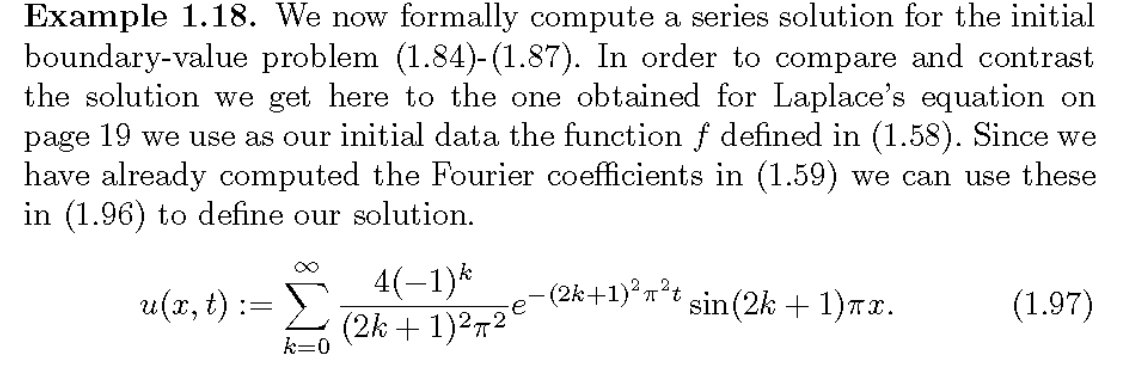 Example 1.18. We now formally compute a series solution for the initial
boundary-value problem (1.84)-(1.87). In order to compare and contrast
the solution we get here to the one obtained for Laplace's equation on
page 19 we use as our initial data the function f defined in (1.58). Since we
have already computed the Fourier coefficients in (1.59) we can use these
in (1.96) to define our solution.
u(x, t) := ∑_{k=0}^{∞} \frac{4(−1)^k}{(2k + 1)^2π^2} e^{−(2k+1)^2π^2t} sin(2k + 1)πx. (1.97)